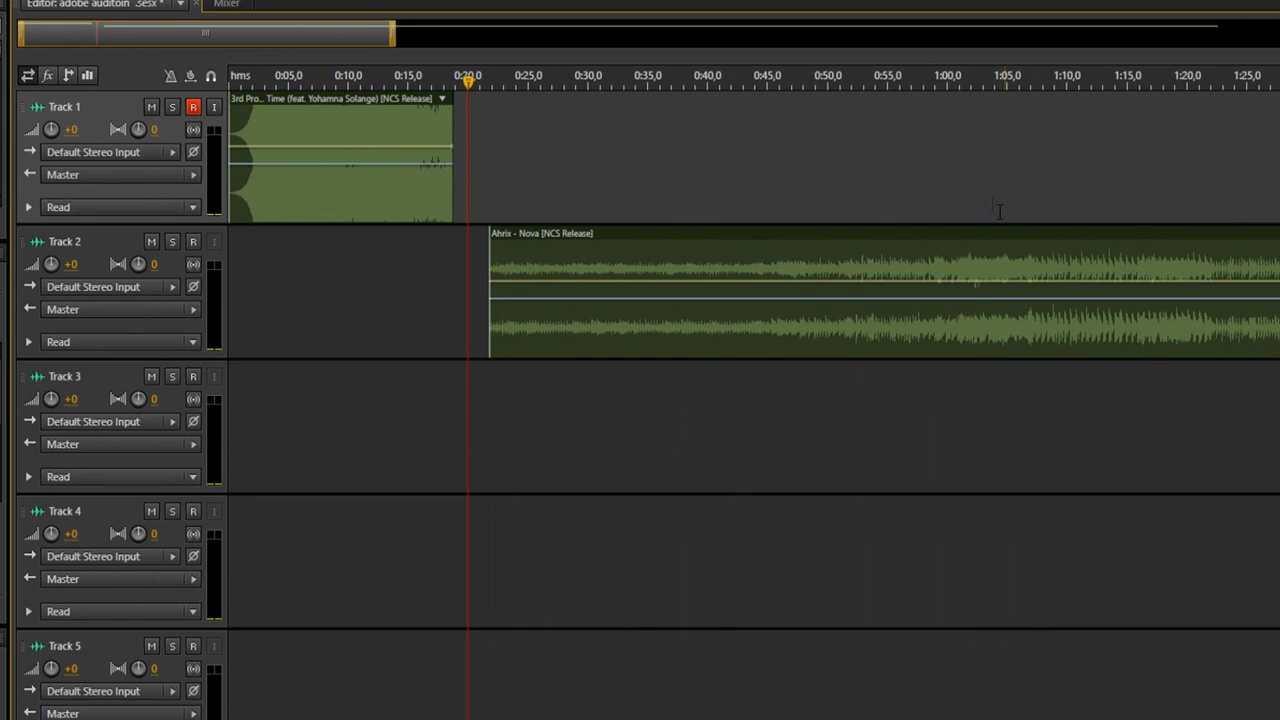 Editor: adobe auditoin .sesx * Mixer
hms 0:05,0 0:10,0 0:15,0 0:20,0 0:25,0 0:30,0 0:35,0 0:40,0 0:45,0 0:50,0 0:55,0 1:00,0 1:05,0 1:10,0 1:15,0 1:20,0 1:25,0
Track 1 M S R I
3rd Pro... Time (feat. Yohamna Solange) [NCS Release]
+0 0
Default Stereo Input
Master
Read
Track 2 M S R I
Ahrix - Nova [NCS Release]
+0 0
Default Stereo Input
Master
Read
Track 3 M S R I
+0 0
Default Stereo Input
Master
Read
Track 4 M S R I
+0 0
Default Stereo Input
Master
Read
Track 5 M S R I
+0 0
Default Stereo Input
Master